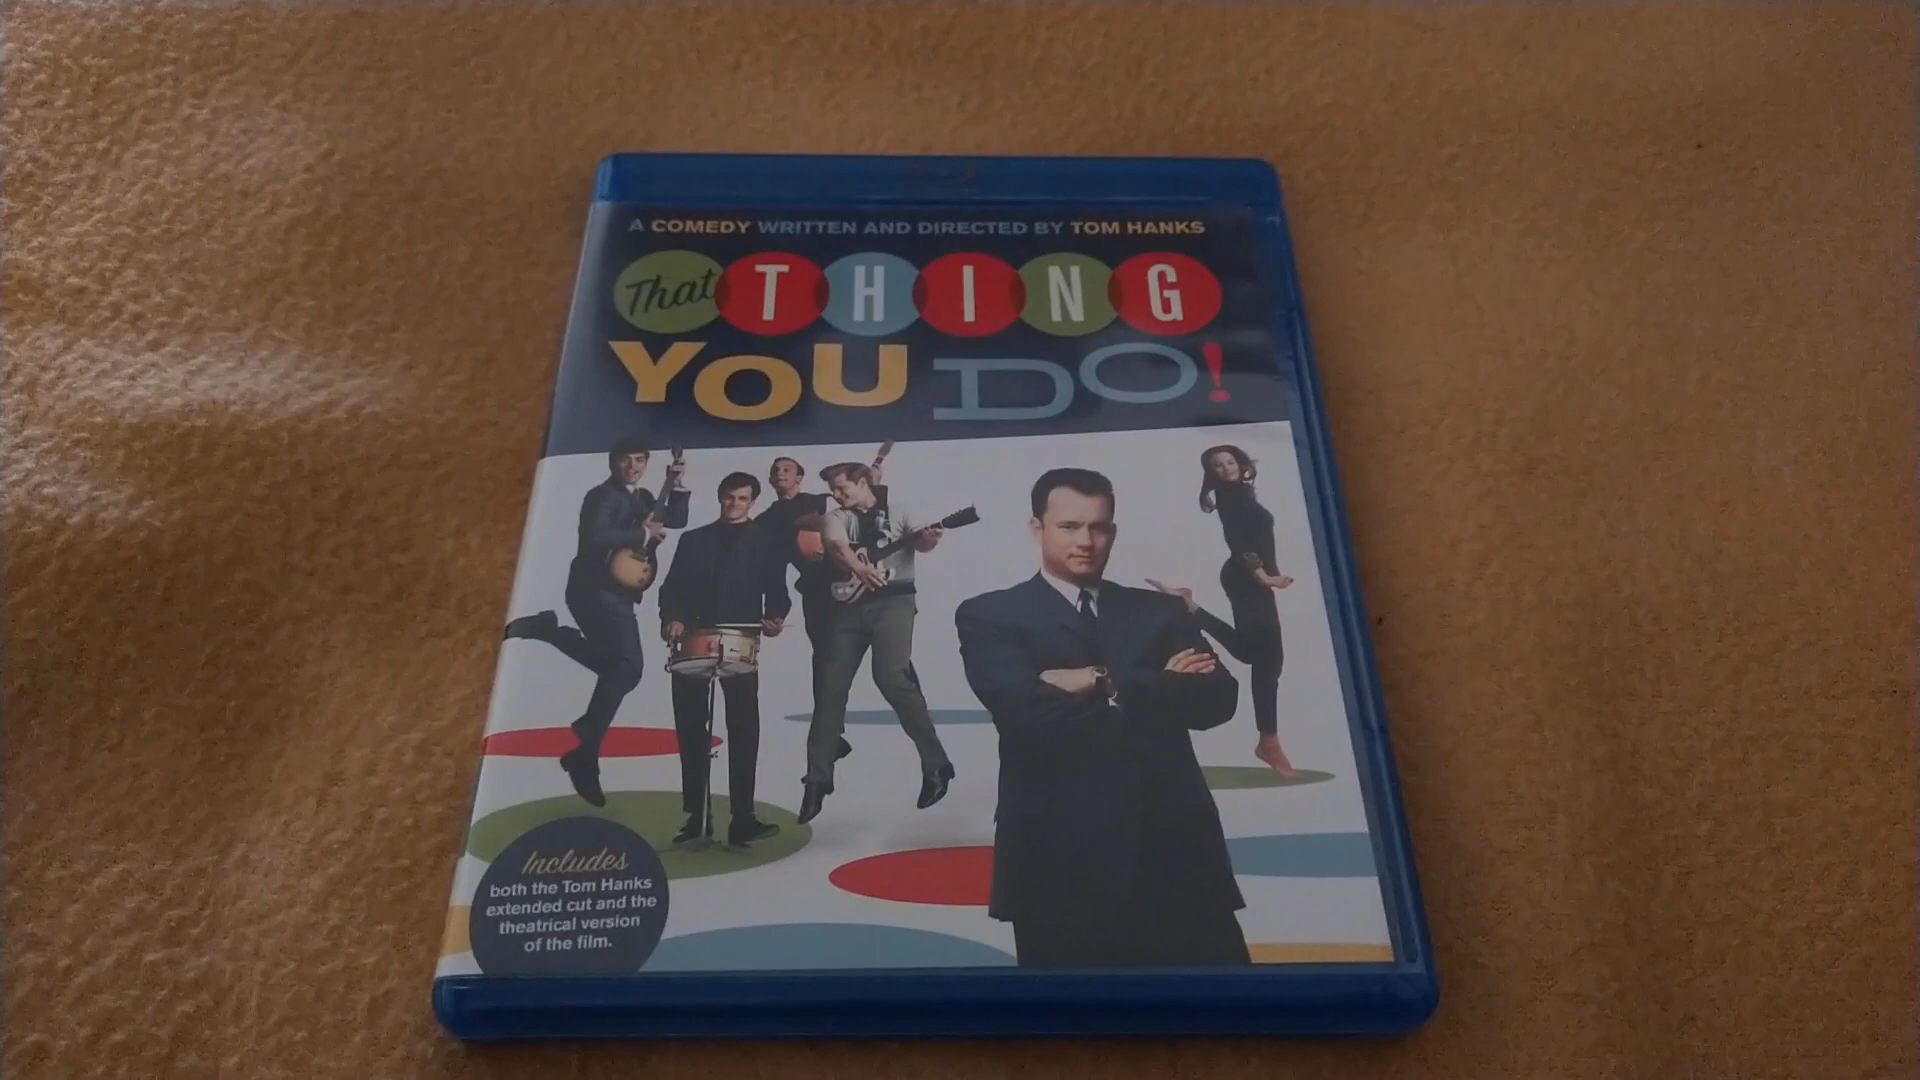 A COMEDY WRITTEN AND DIRECTED BY TOM HANKS
That THING
YOU DO!
Includes
both the Tom Hanks
extended cut and the
theatrical version
of the film.